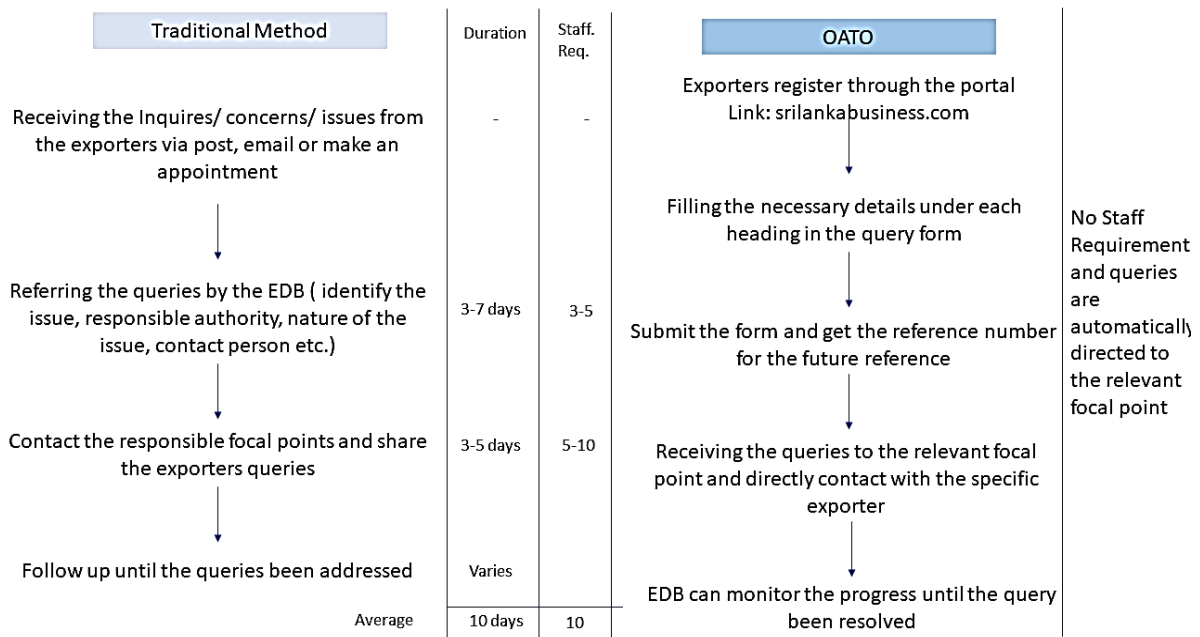 Traditional Method
Duration
Staff.
Req.
Receiving the Inquires/ concerns/ issues from
the exporters via post, email or make an
appointment
-
-
Referring the queries by the EDB ( identify the
issue, responsible authority, nature of the
issue, contact person etc.)
3-7 days
3-5
Contact the responsible focal points and share
the exporters queries
3-5 days
5-10
Follow up until the queries been addressed
Varies
Average
10 days
10
OATO
Exporters register through the portal
Link: srilankabusiness.com
Filling the necessary details under each
heading in the query form
Submit the form and get the reference number
for the future reference
Receiving the queries to the relevant focal
point and directly contact with the specific
exporter
EDB can monitor the progress until the query
been resolved
No Staff
Requirement
and queries
are
automatically
directed to
the relevant
focal point